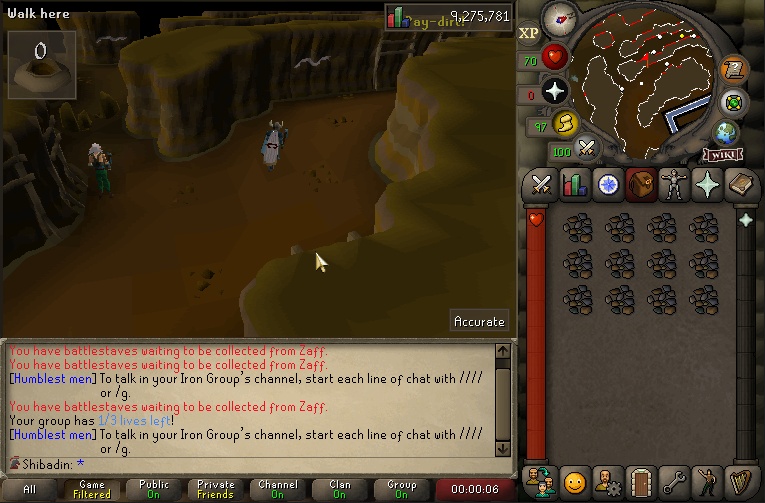 Walk here
9,275,781
ay-dirt
0
XP
70
0
97
100
WIKI
Accurate
You have battlestaves waiting to be collected from Zaff.
You have battlestaves waiting to be collected from Zaff.
[Humblest men] To talk in your Iron Group's channel, start each line of chat with ////
or /g.
You have battlestaves waiting to be collected from Zaff.
Your group has 1/3 lives left!
[Humblest men] To talk in your Iron Group's channel, start each line of chat with ////
or /g.
Shibadin: *
All
Game
Filtered
Public
On
Private
Friends
Channel
On
Clan
On
Group
On
00:00:06